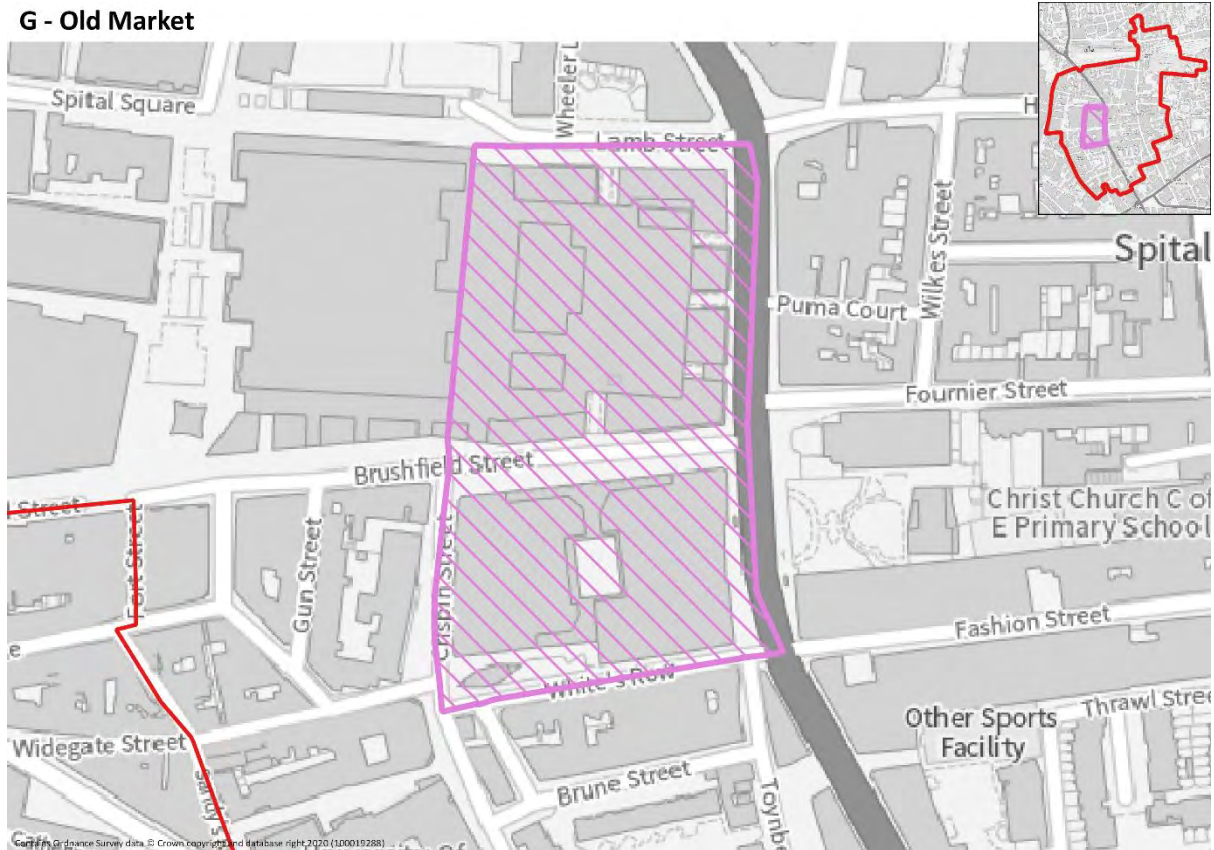 G - Old Market
Spital Square
Wheeler L
Lamb Street
H
Wilkes Street
Spital
Puma Court
Fournier Street
Brushfield Street
Street
Christ Church C of
E Primary School
Fort Street
Gun Street
Crispin Street
Fashion Street
White's Row
Thrawl Stree
Other Sports
Facility
Widegate Street
Brune Street
Toynb
Contains Ordnance Survey data © Crown copyright and database right 2020 (100019288)